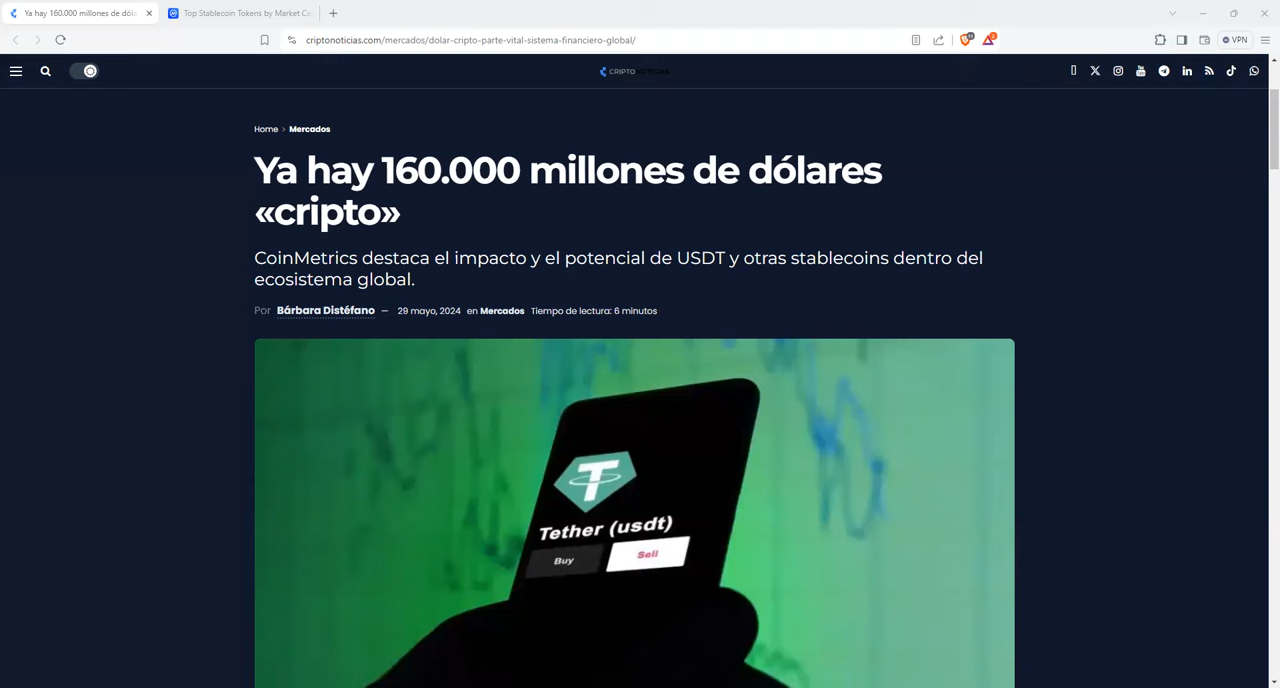 Ya hay 160.000 millones de dól
Top Stablecoin Tokens by Market Ca
criptonoticias.com/mercados/dolar-cripto-parte-vital-sistema-financiero-global/
VPN
CRIPTONOTICIAS
Home > Mercados
Ya hay 160.000 millones de dólares
«cripto»
CoinMetrics destaca el impacto y el potencial de USDT y otras stablecoins dentro del
ecosistema global.
Por Bárbara Distéfano — 29 mayo, 2024 en Mercados Tiempo de lectura: 6 minutos
Tether (usdt)
Buy Sell